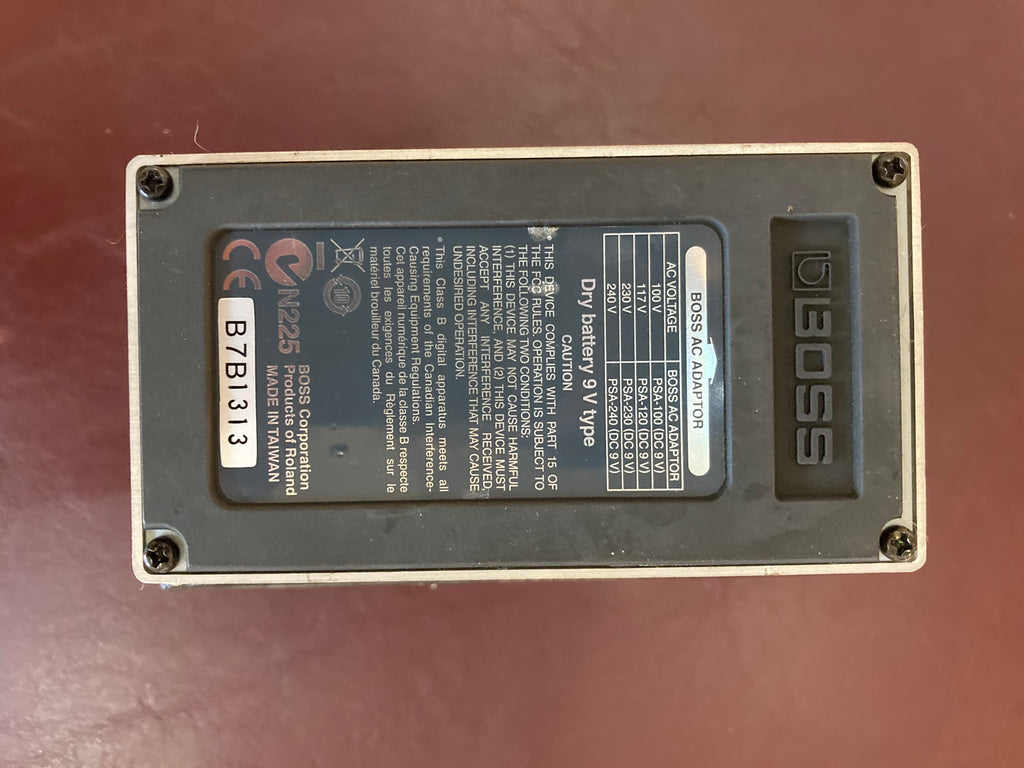 BOSS
BOSS AC ADAPTOR
AC VOLTAGE BOSS AC ADAPTOR
100 V PSA-100 (DC 9 V)
117 V PSA-120 (DC 9 V)
230 V PSA-230 (DC 9 V)
240 V PSA-240 (DC 9 V)
Dry battery 9 V type
CAUTION
• THIS DEVICE COMPLIES WITH PART 15 OF
THE FCC RULES. OPERATION IS SUBJECT TO
THE FOLLOWING TWO CONDITIONS:
(1) THIS DEVICE MAY NOT CAUSE HARMFUL
INTERFERENCE, AND (2) THIS DEVICE MUST
ACCEPT ANY INTERFERENCE RECEIVED,
INCLUDING INTERFERENCE THAT MAY CAUSE
UNDESIRED OPERATION.
• This Class B digital apparatus meets all
requirements of the Canadian Interference-
Causing Equipment Regulations.
Cet appareil numérique de la classe B respecte
toutes les exigences du Règlement sur le
matériel brouilleur du Canada.
10
N225
CE
BOSS Corporation
Products of Roland
MADE IN TAIWAN
B7B1313